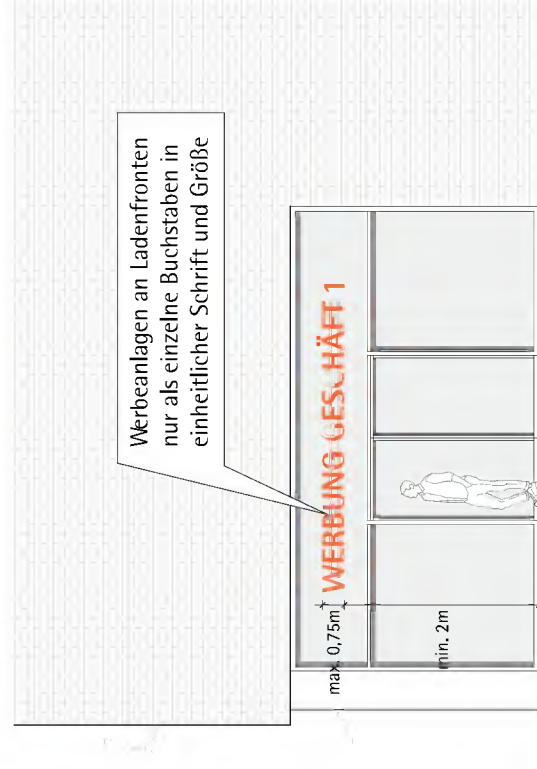 Werbeanlagen an Ladenfronten
nur als einzelne Buchstaben in
einheitlicher Schrift und Größe
WERBUNG GESCHÄFT 1
max. 0,75m
min. 2m